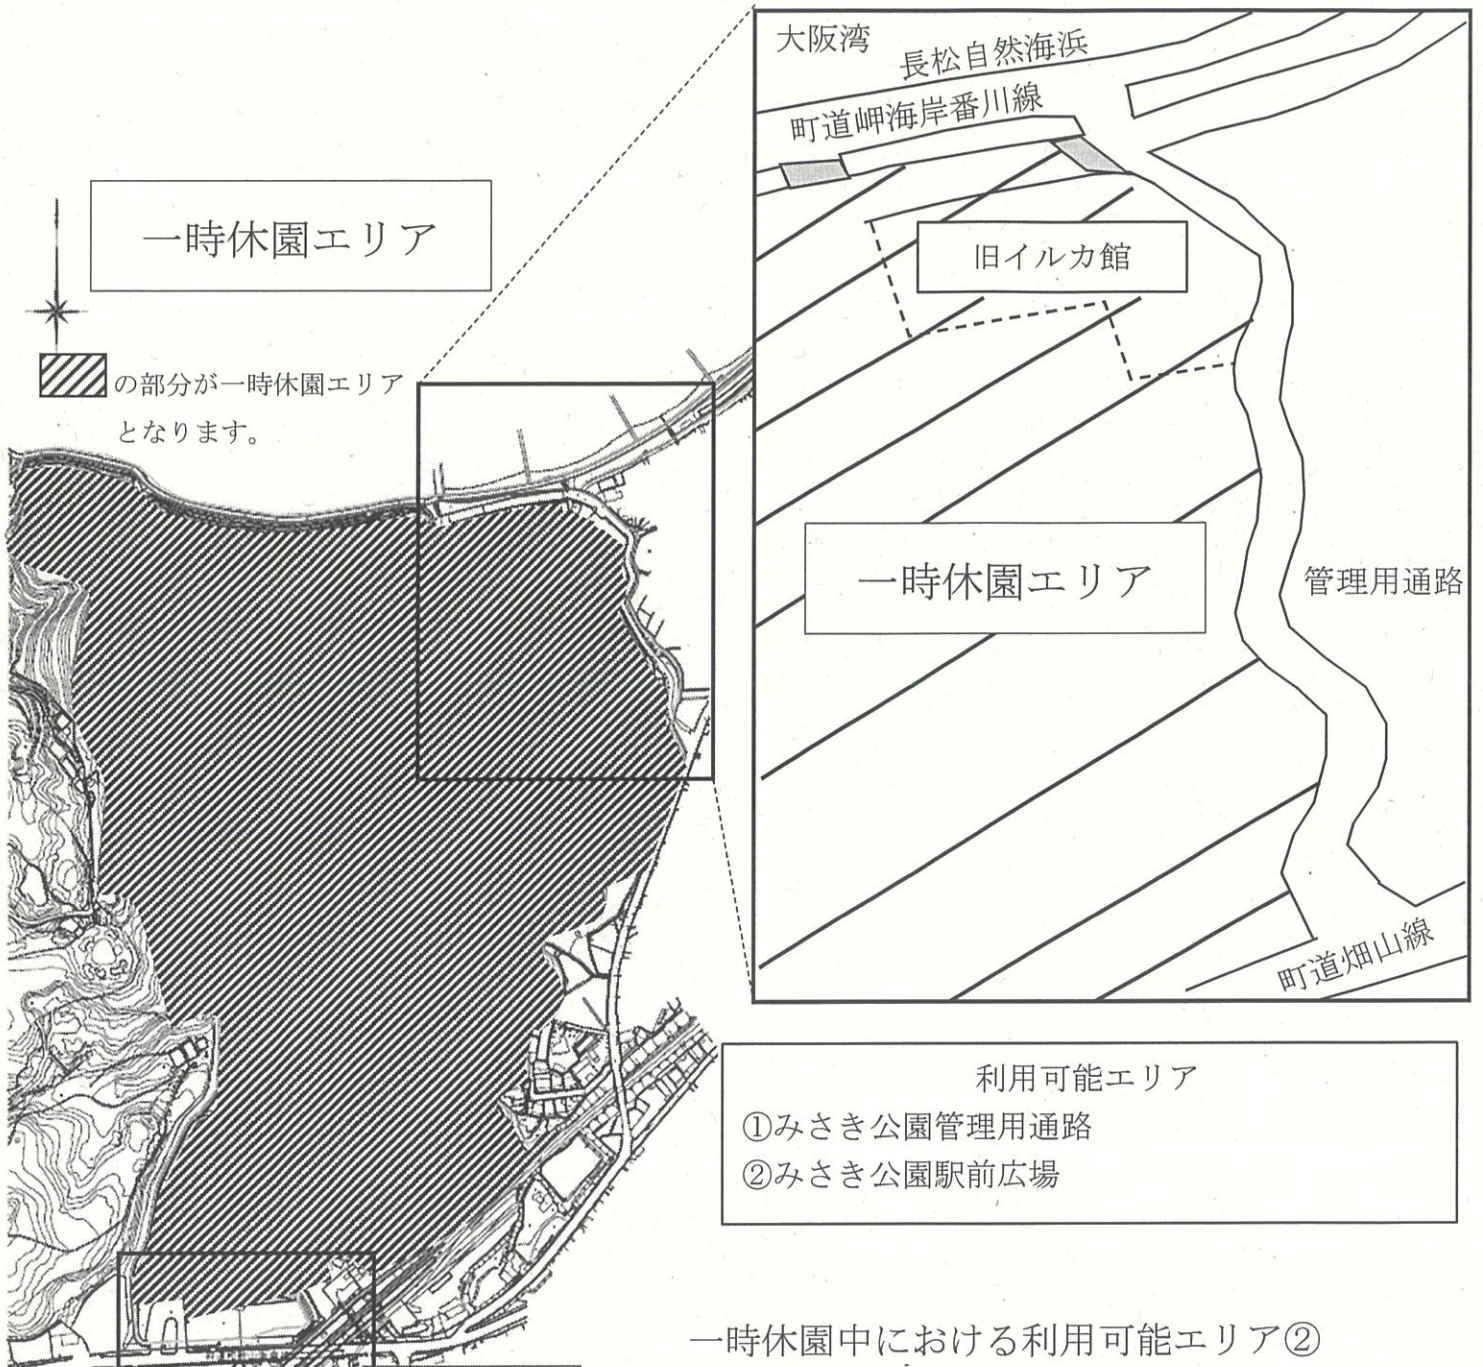 一時休園エリア
の部分が一時休園エリア
となります。
大阪湾
長松自然海浜
町道岬海岸番川線
旧イルカ館
一時休園エリア
管理用通路
町道畑山線
利用可能エリア
①みさき公園管理用通路
②みさき公園駅前広場
一時休園中における利用可能エリア②